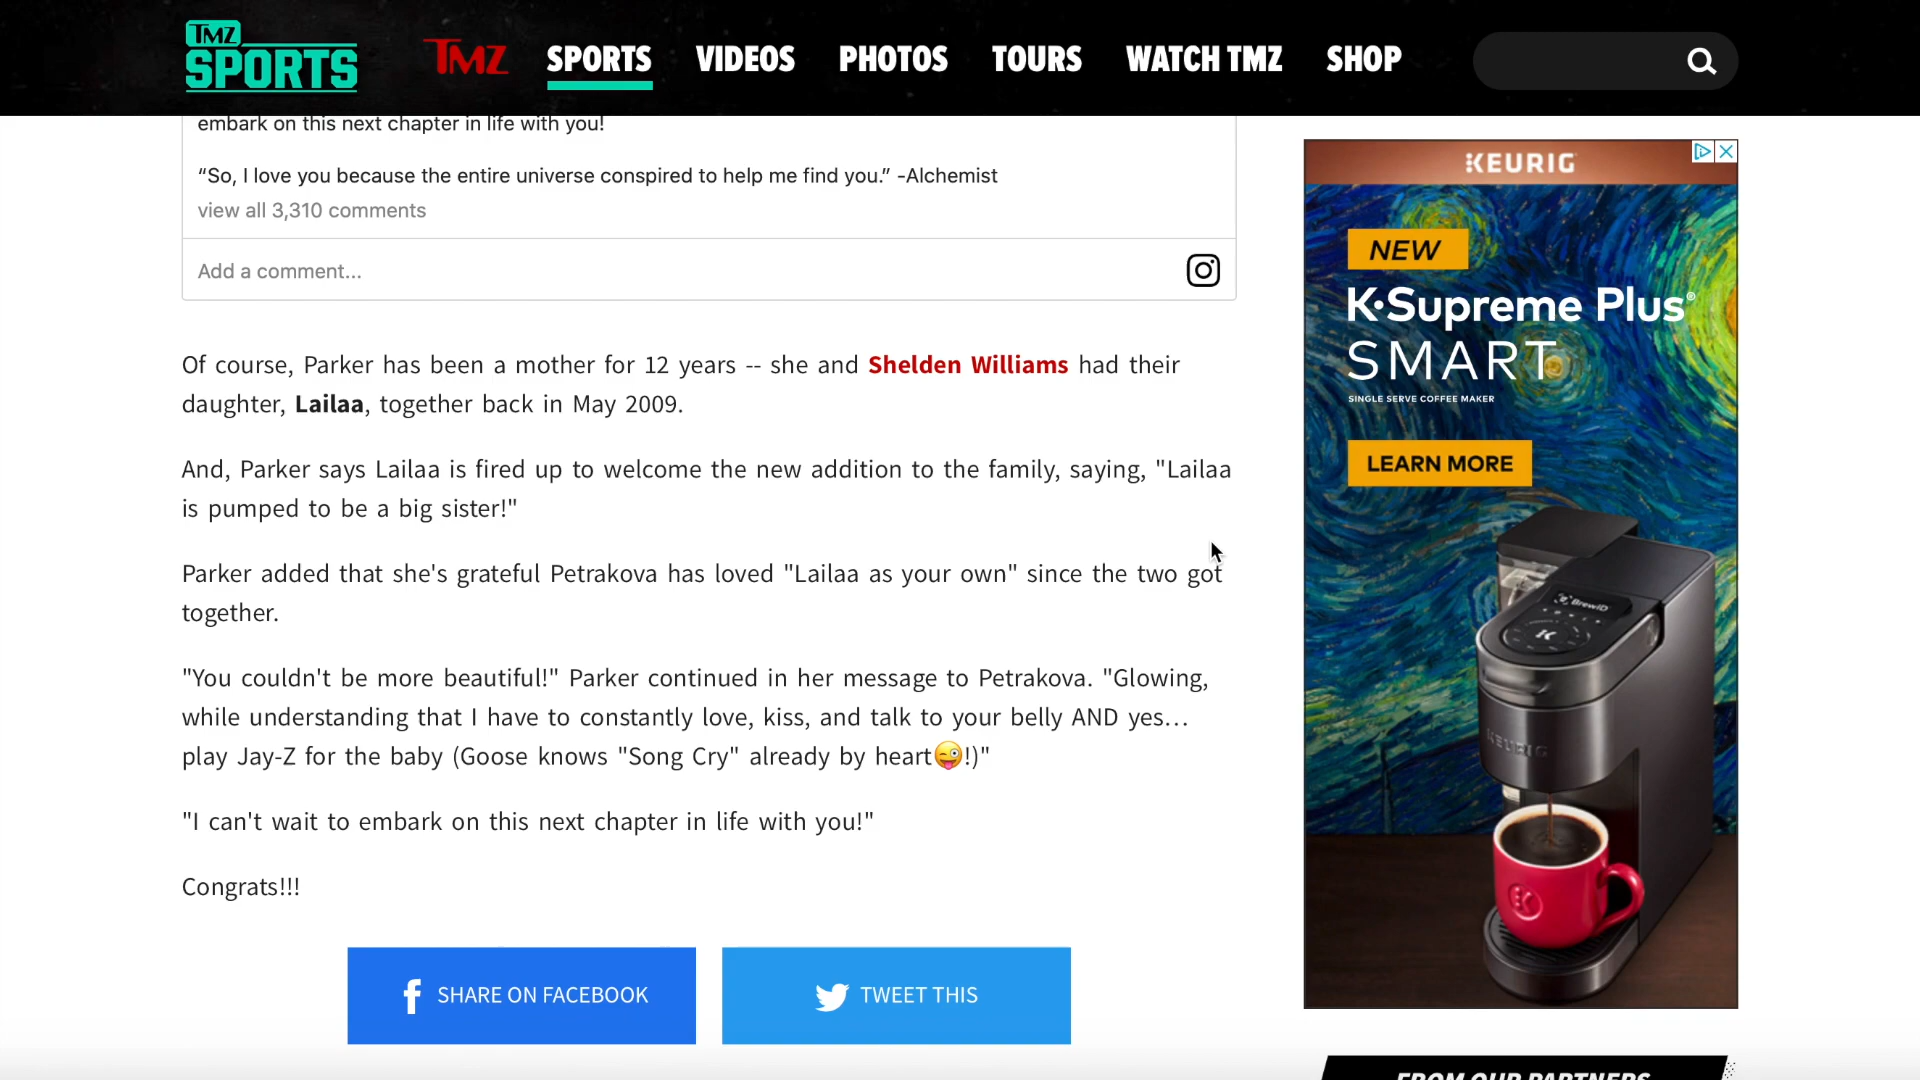 TMZ
SPORTS
TMZ
SPORTS
VIDEOS
PHOTOS
TOURS
WATCH TMZ
SHOP
embark on this next chapter in life with you!
“So, I love you because the entire universe conspired to help me find you.” -Alchemist
view all 3,310 comments
Add a comment...
Of course, Parker has been a mother for 12 years -- she and Shelden Williams had their
daughter, Lailaa, together back in May 2009.
And, Parker says Lailaa is fired up to welcome the new addition to the family, saying, "Lailaa
is pumped to be a big sister!"
Parker added that she's grateful Petrakova has loved "Lailaa as your own" since the two got
together.
"You couldn't be more beautiful!" Parker continued in her message to Petrakova. "Glowing,
while understanding that I have to constantly love, kiss, and talk to your belly AND yes…
play Jay-Z for the baby (Goose knows "Song Cry" already by heart😜!)"
"I can't wait to embark on this next chapter in life with you!"
Congrats!!!
SHARE ON FACEBOOK
TWEET THIS
KEURIG
NEW
K•Supreme Plus®
SMART
SINGLE SERVE COFFEE MAKER
LEARN MORE
BrewID
KEURIG
FROM OUR PARTNERS